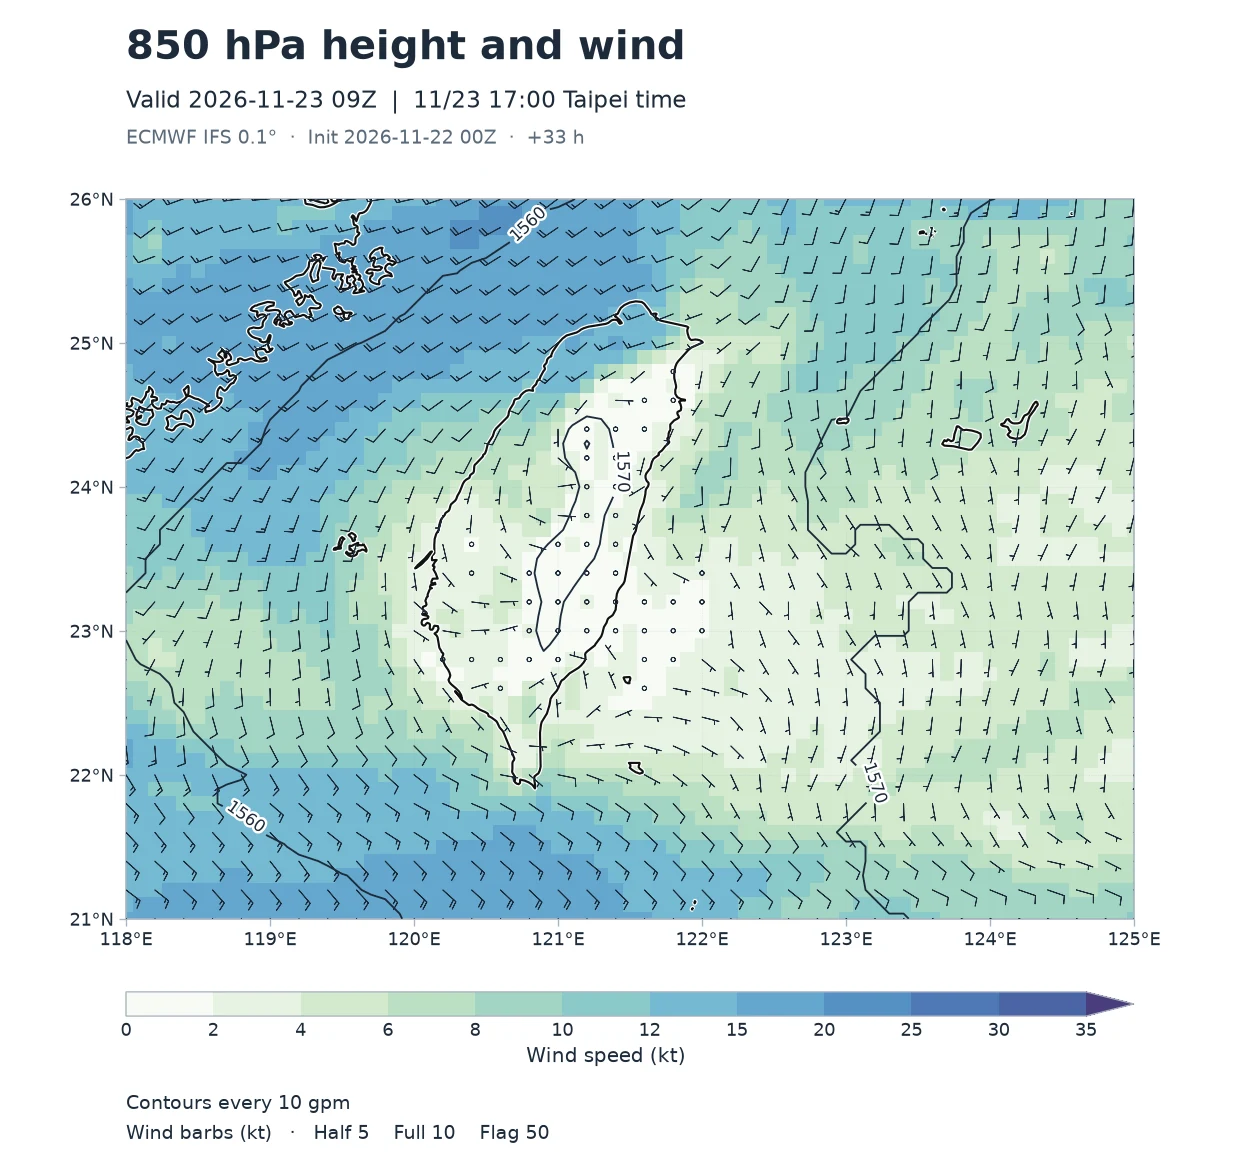 850 hPa height and wind
Valid 2026-11-23 09Z | 11/23 17:00 Taipei time
ECMWF IFS 0.1° · Init 2026-11-22 00Z · +33 h
26°N
25°N
24°N
23°N
22°N
21°N
1560
1570
1570
1560
118°E 119°E 120°E 121°E 122°E 123°E 124°E 125°E
0 2 4 6 8 10 12 15 20 25 30 35
Wind speed (kt)
Contours every 10 gpm
Wind barbs (kt) · Half 5 Full 10 Flag 50